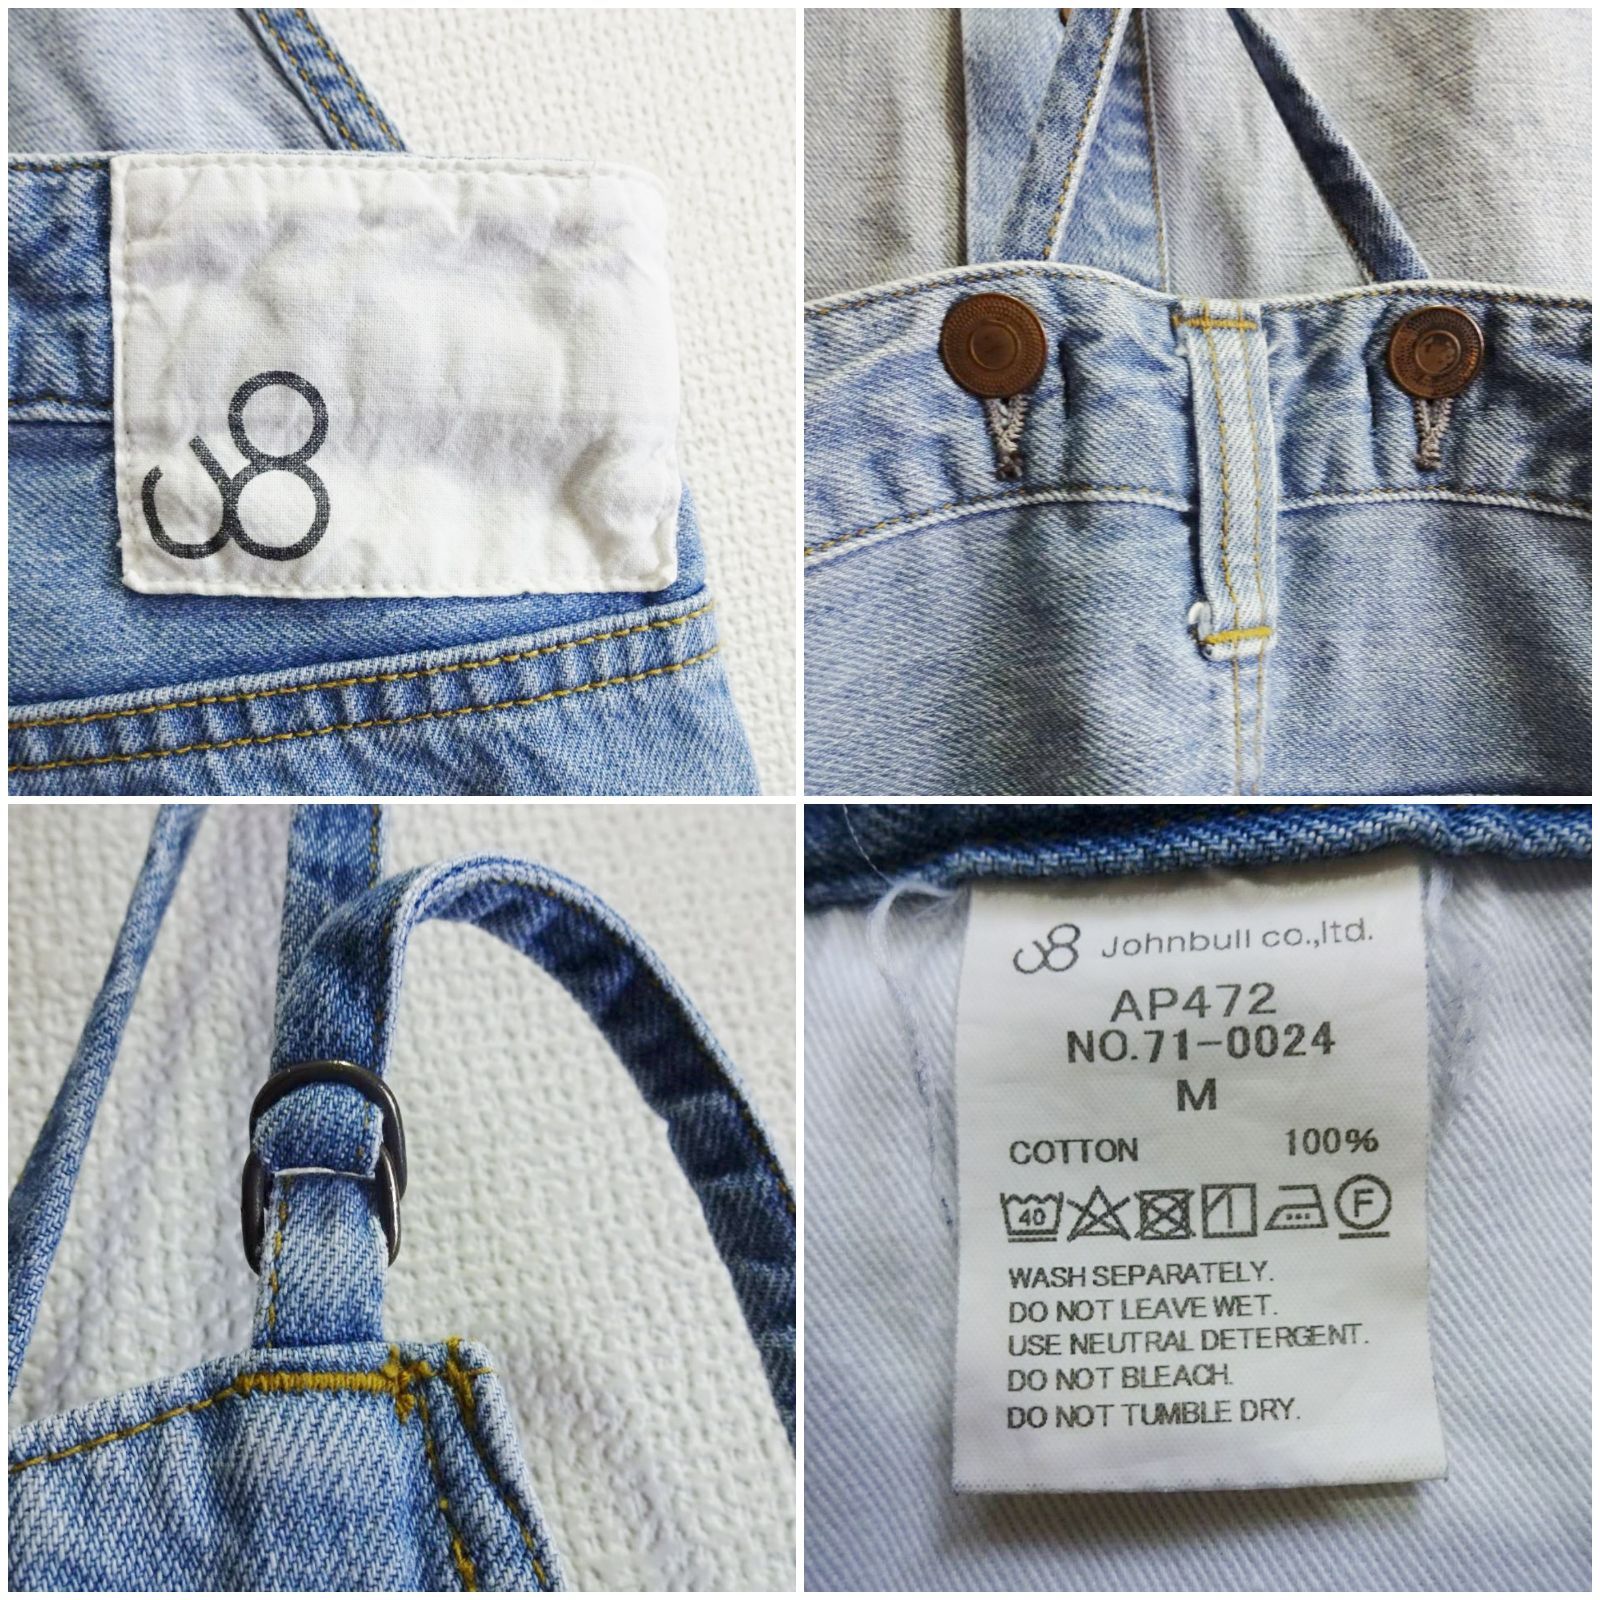 Johnbull co.,ltd.
AP472
NO.71-0024
M
COTTON 100%
40 F
WASH SEPARATELY.
DO NOT LEAVE WET.
USE NEUTRAL DETERGENT.
DO NOT BLEACH.
DO NOT TUMBLE DRY.